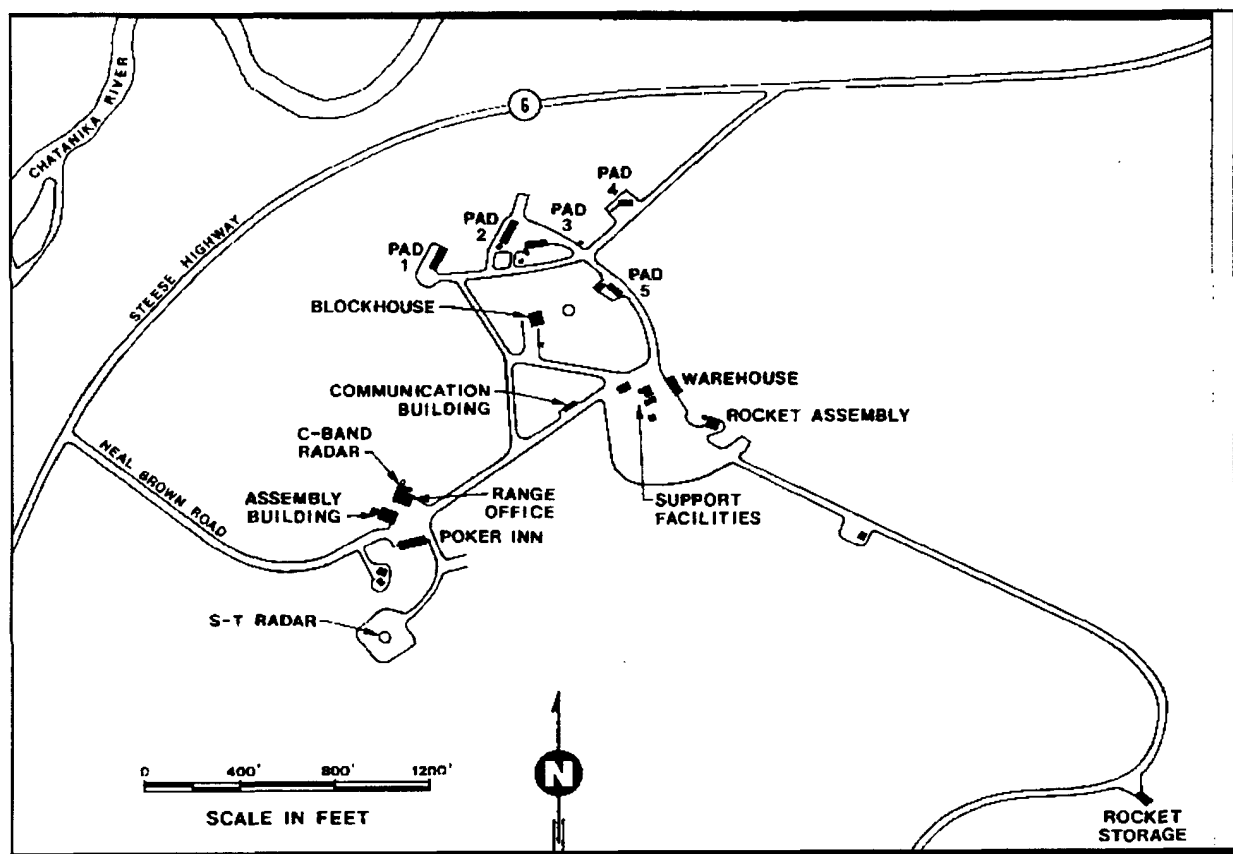 CHATANIKA RIVER
STEESE HIGHWAY
6
PAD
4
PAD
3
PAD
2
PAD
1
PAD
5
BLOCKHOUSE
WAREHOUSE
COMMUNICATION
BUILDING
ROCKET ASSEMBLY
C-BAND
RADAR
NEAL BROWN ROAD
ASSEMBLY
BUILDING
RANGE
OFFICE
SUPPORT
FACILITIES
POKER INN
S-T RADAR
N
0 400' 800' 1200'
SCALE IN FEET
ROCKET
STORAGE